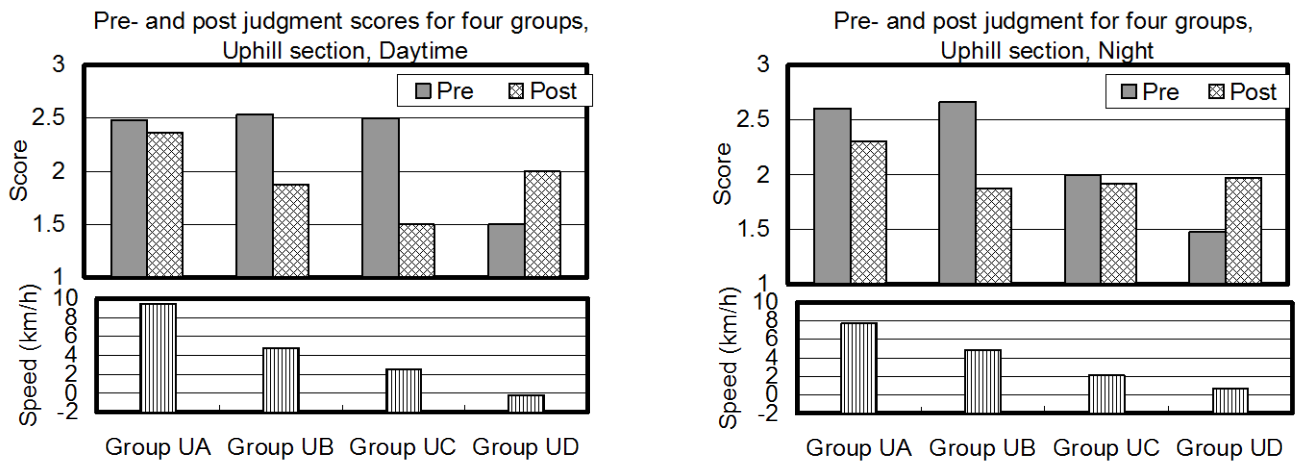 Pre- and post judgment scores for four groups,
Uphill section, Daytime
3
2.5
2
1.5
1
Score
Pre
Post
10
8
6
4
2
0
-2
Speed (km/h)
Group UA Group UB Group UC Group UD
Pre- and post judgment for four groups,
Uphill section, Night
3
2.5
2
1.5
1
Score
Pre
Post
10
8
6
4
2
0
-2
Speed (km/h)
Group UA Group UB Group UC Group UD